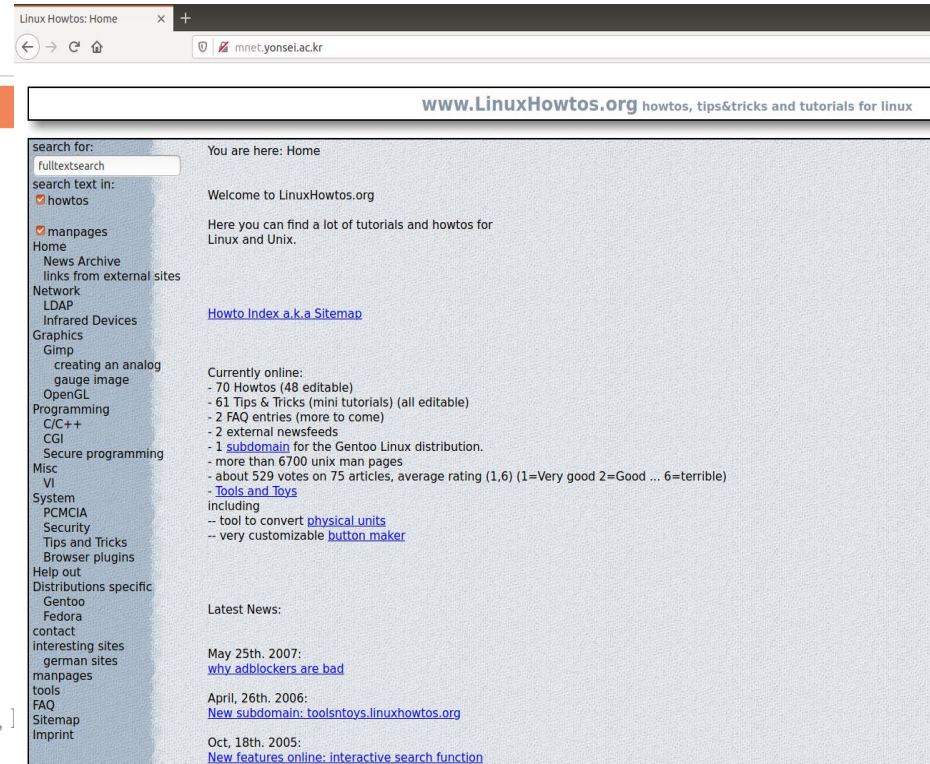 Linux Howtos: Home
mnet.yonsei.ac.kr
www.LinuxHowtos.org howtos, tips&tricks and tutorials for linux
search for:
fulltextsearch
search text in:
howtos
manpages
Home
News Archive
links from external sites
Network
LDAP
Infrared Devices
Graphics
Gimp
creating an analog
gauge image
OpenGL
Programming
C/C++
CGI
Secure programming
Misc
VI
System
PCMCIA
Security
Tips and Tricks
Browser plugins
Help out
Distributions specific
Gentoo
Fedora
contact
interesting sites
german sites
manpages
tools
FAQ
Sitemap
Imprint
You are here: Home
Welcome to LinuxHowtos.org
Here you can find a lot of tutorials and howtos for
Linux and Unix.
Howto Index a.k.a Sitemap
Currently online:
- 70 Howtos (48 editable)
- 61 Tips & Tricks (mini tutorials) (all editable)
- 2 FAQ entries (more to come)
- 2 external newsfeeds
- 1 subdomain for the Gentoo Linux distribution.
- more than 6700 unix man pages
- about 529 votes on 75 articles, average rating (1,6) (1=Very good 2=Good ... 6=terrible)
- Tools and Toys
including
-- tool to convert physical units
-- very customizable button maker
Latest News:
May 25th. 2007:
why adblockers are bad
April, 26th. 2006:
New subdomain: toolsntoys.linuxhowtos.org
Oct, 18th. 2005:
New features online: interactive search function